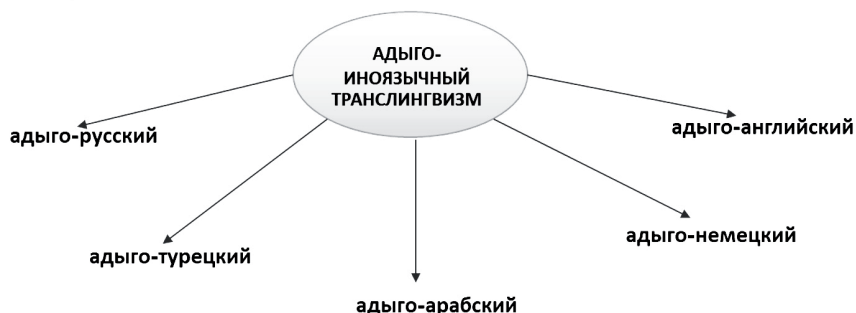 АДЫГО-
ИНОЯЗЫЧНЫЙ
ТРАНСЛИНГВИЗМ
адыго-русский
адыго-английский
адыго-турецкий
адыго-немецкий
адыго-арабский